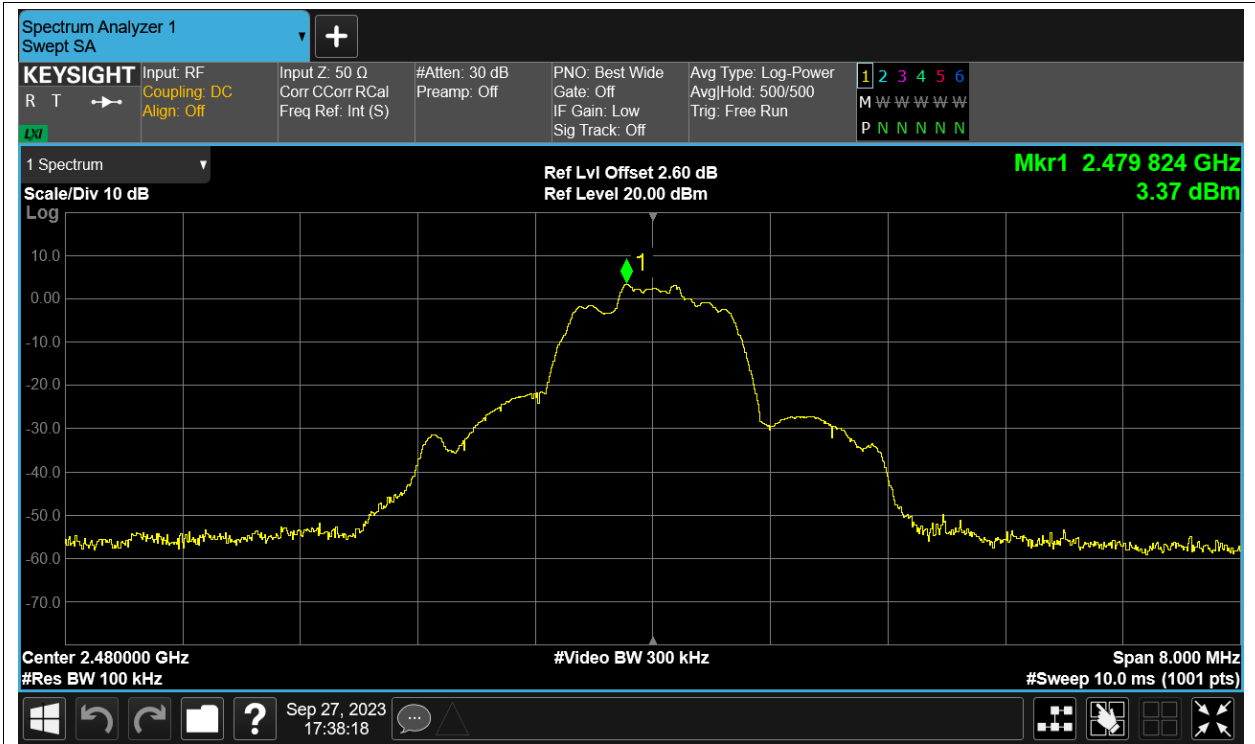 Spectrum Analyzer 1
Swept SA
+
KEYSIGHT
R T
LXI
Input: RF
Coupling: DC
Align: Off
Input Z: 50 Ω
Corr CCorr RCal
Freq Ref: Int (S)
#Atten: 30 dB
Preamp: Off
PNO: Best Wide
Gate: Off
IF Gain: Low
Sig Track: Off
Avg Type: Log-Power
Avg|Hold: 500/500
Trig: Free Run
1 2 3 4 5 6
M W W W W W
P N N N N N
1 Spectrum
Scale/Div 10 dB
Log
Ref Lvl Offset 2.60 dB
Ref Level 20.00 dBm
Mkr1 2.479 824 GHz
3.37 dBm
1
10.0
0.00
-10.0
-20.0
-30.0
-40.0
-50.0
-60.0
-70.0
Center 2.480000 GHz
#Res BW 100 kHz
#Video BW 300 kHz
Span 8.000 MHz
#Sweep 10.0 ms (1001 pts)
?
Sep 27, 2023
17:38:18